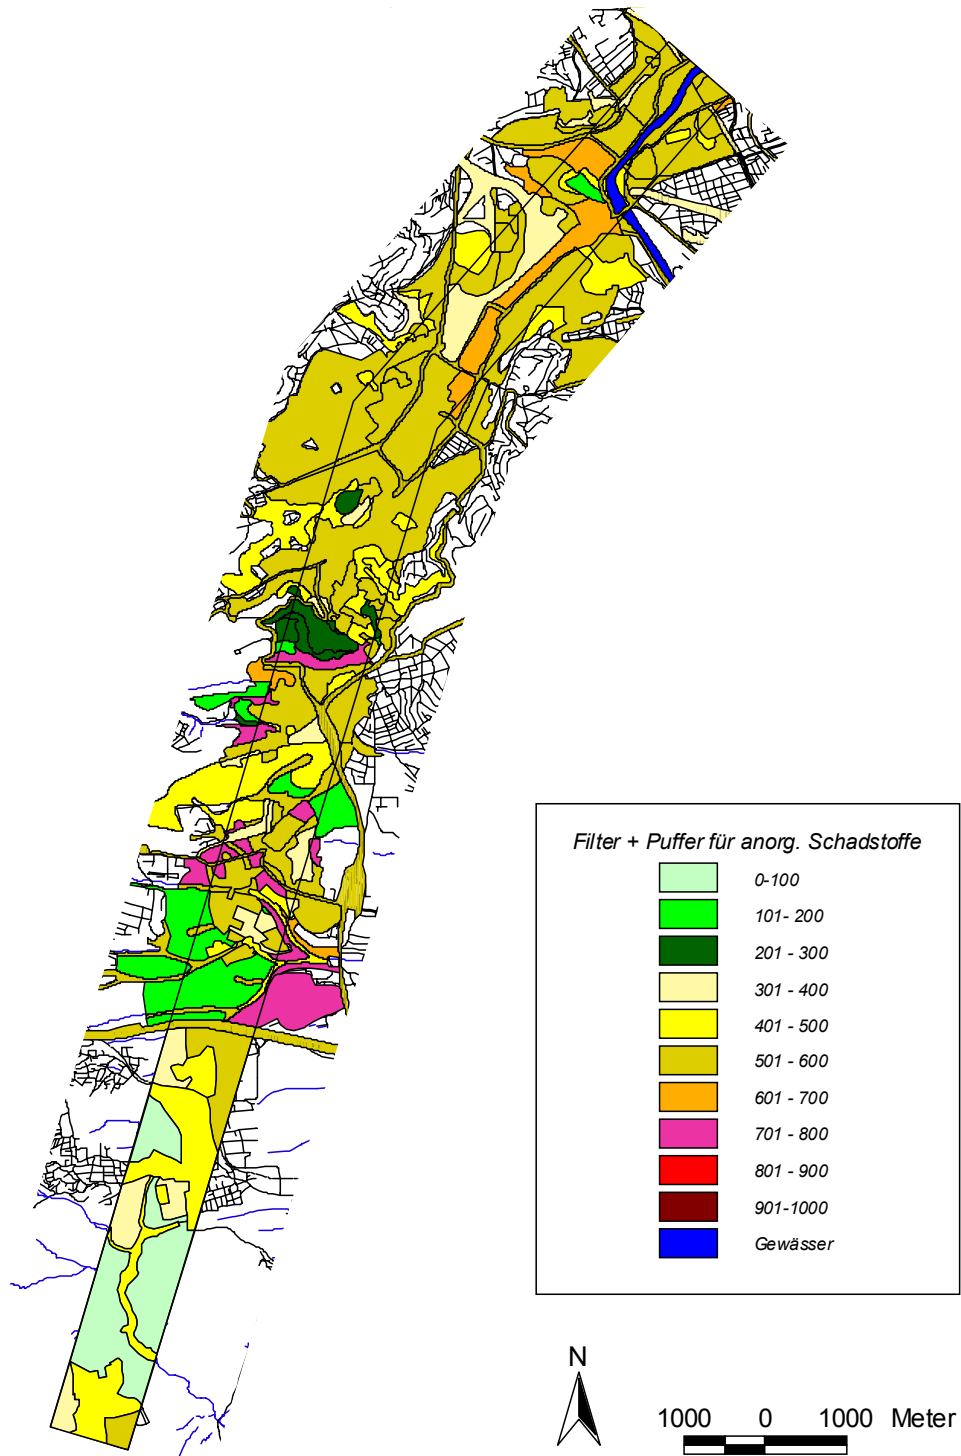 Filter + Puffer für anorg. Schadstoffe
0-100
101- 200
201 - 300
301 - 400
401 - 500
501 - 600
601 - 700
701 - 800
801 - 900
901-1000
Gewässer
N
1000 0 1000 Meter